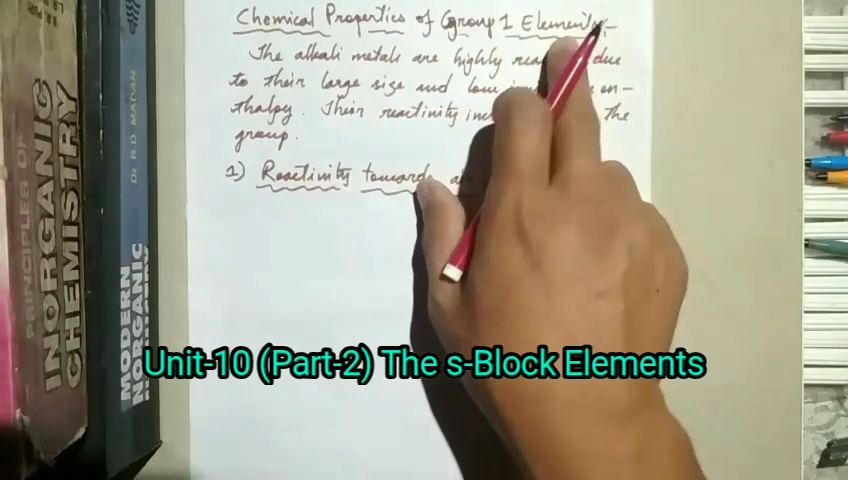 Chemical Properties of Group 1 Elements:-
The alkali metals are highly due
to their large size and low en-
thalpy. Their reactivity the
group.
1) Reactivity towards
PRINCIPLES OF
INORGANIC
CHEMISTRY
MODERN
INORGANIC
Dr R.D MADAN
Unit-10 (Part-2) The s-Block Elements